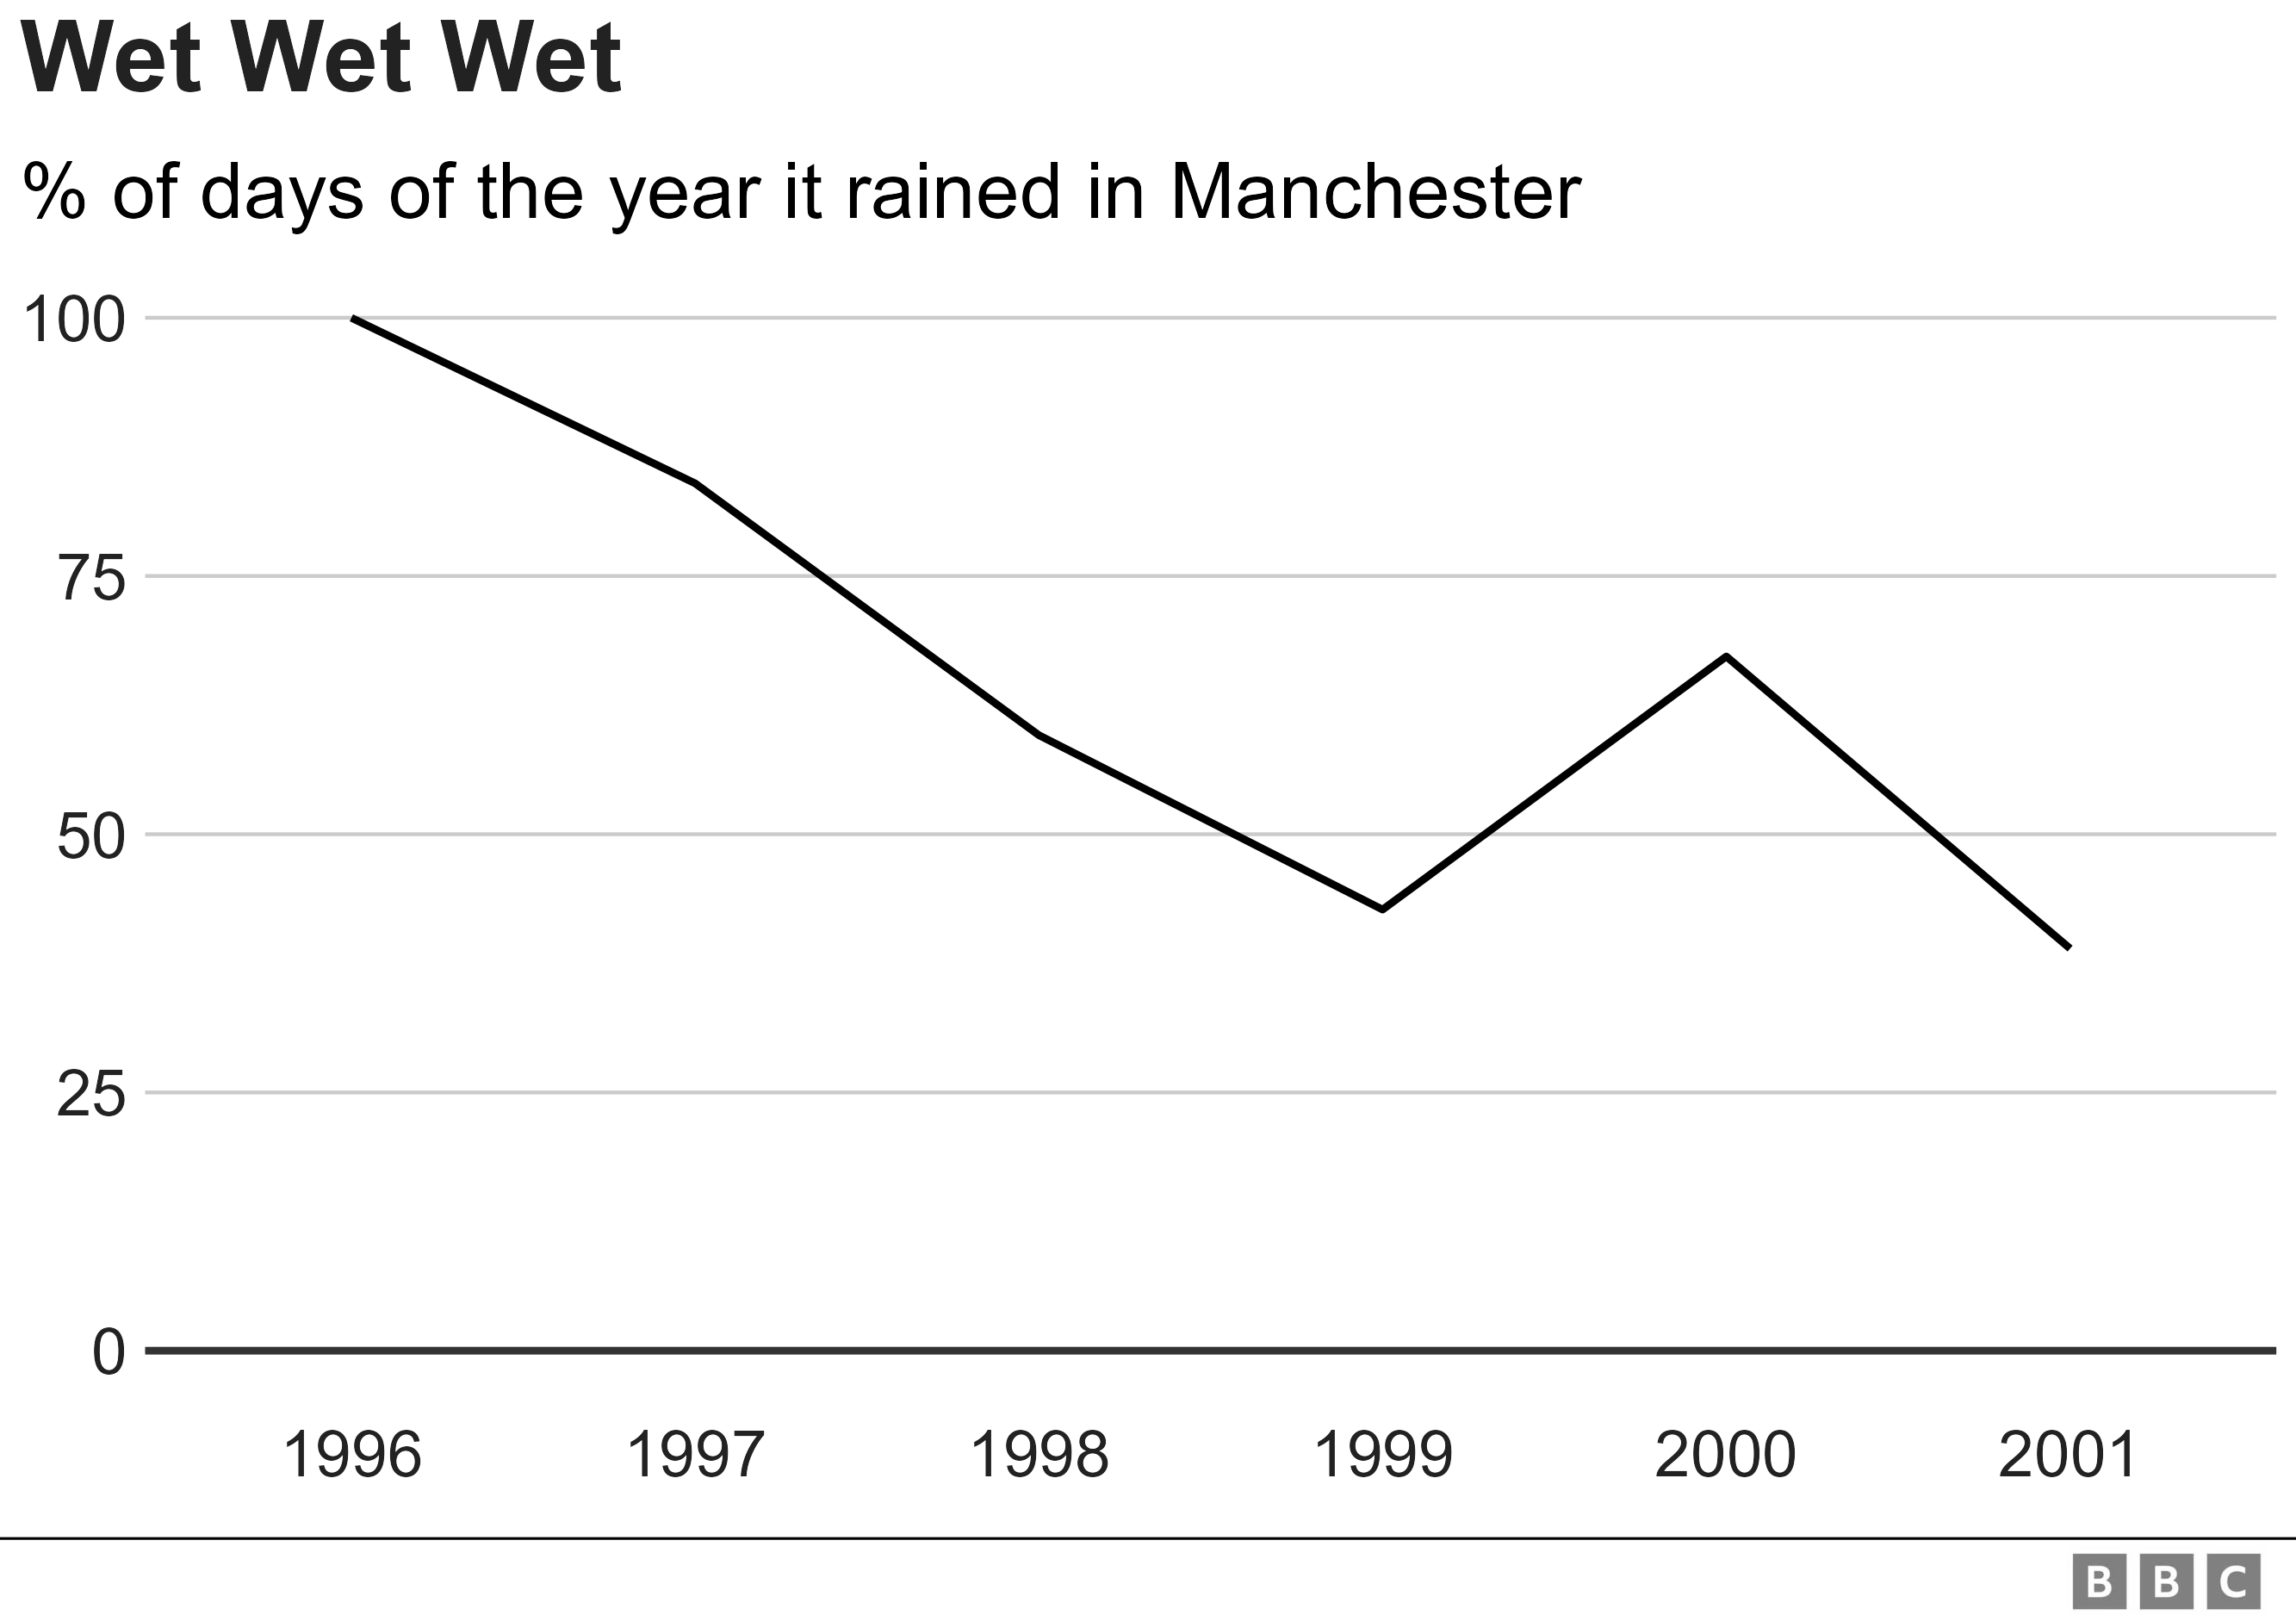 Wet Wet Wet
% of days of the year it rained in Manchester
100
75
50
25
0
1996 1997 1998 1999 2000 2001
BBC